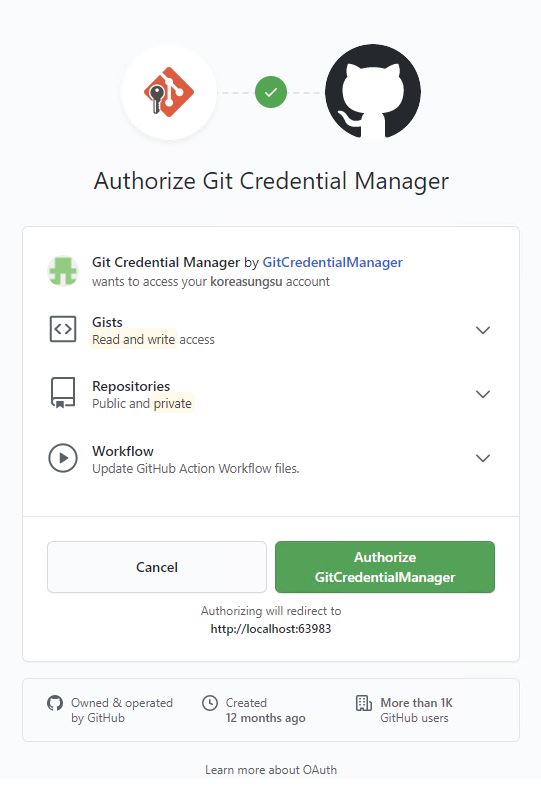 Authorize Git Credential Manager
Git Credential Manager by GitCredentialManager
wants to access your koreasungsu account
Gists
Read and write access
Repositories
Public and private
Workflow
Update GitHub Action Workflow files.
Cancel
Authorize
GitCredentialManager
Authorizing will redirect to
http://localhost:63983
Owned & operated
by GitHub
Created
12 months ago
More than 1K
GitHub users
Learn more about OAuth